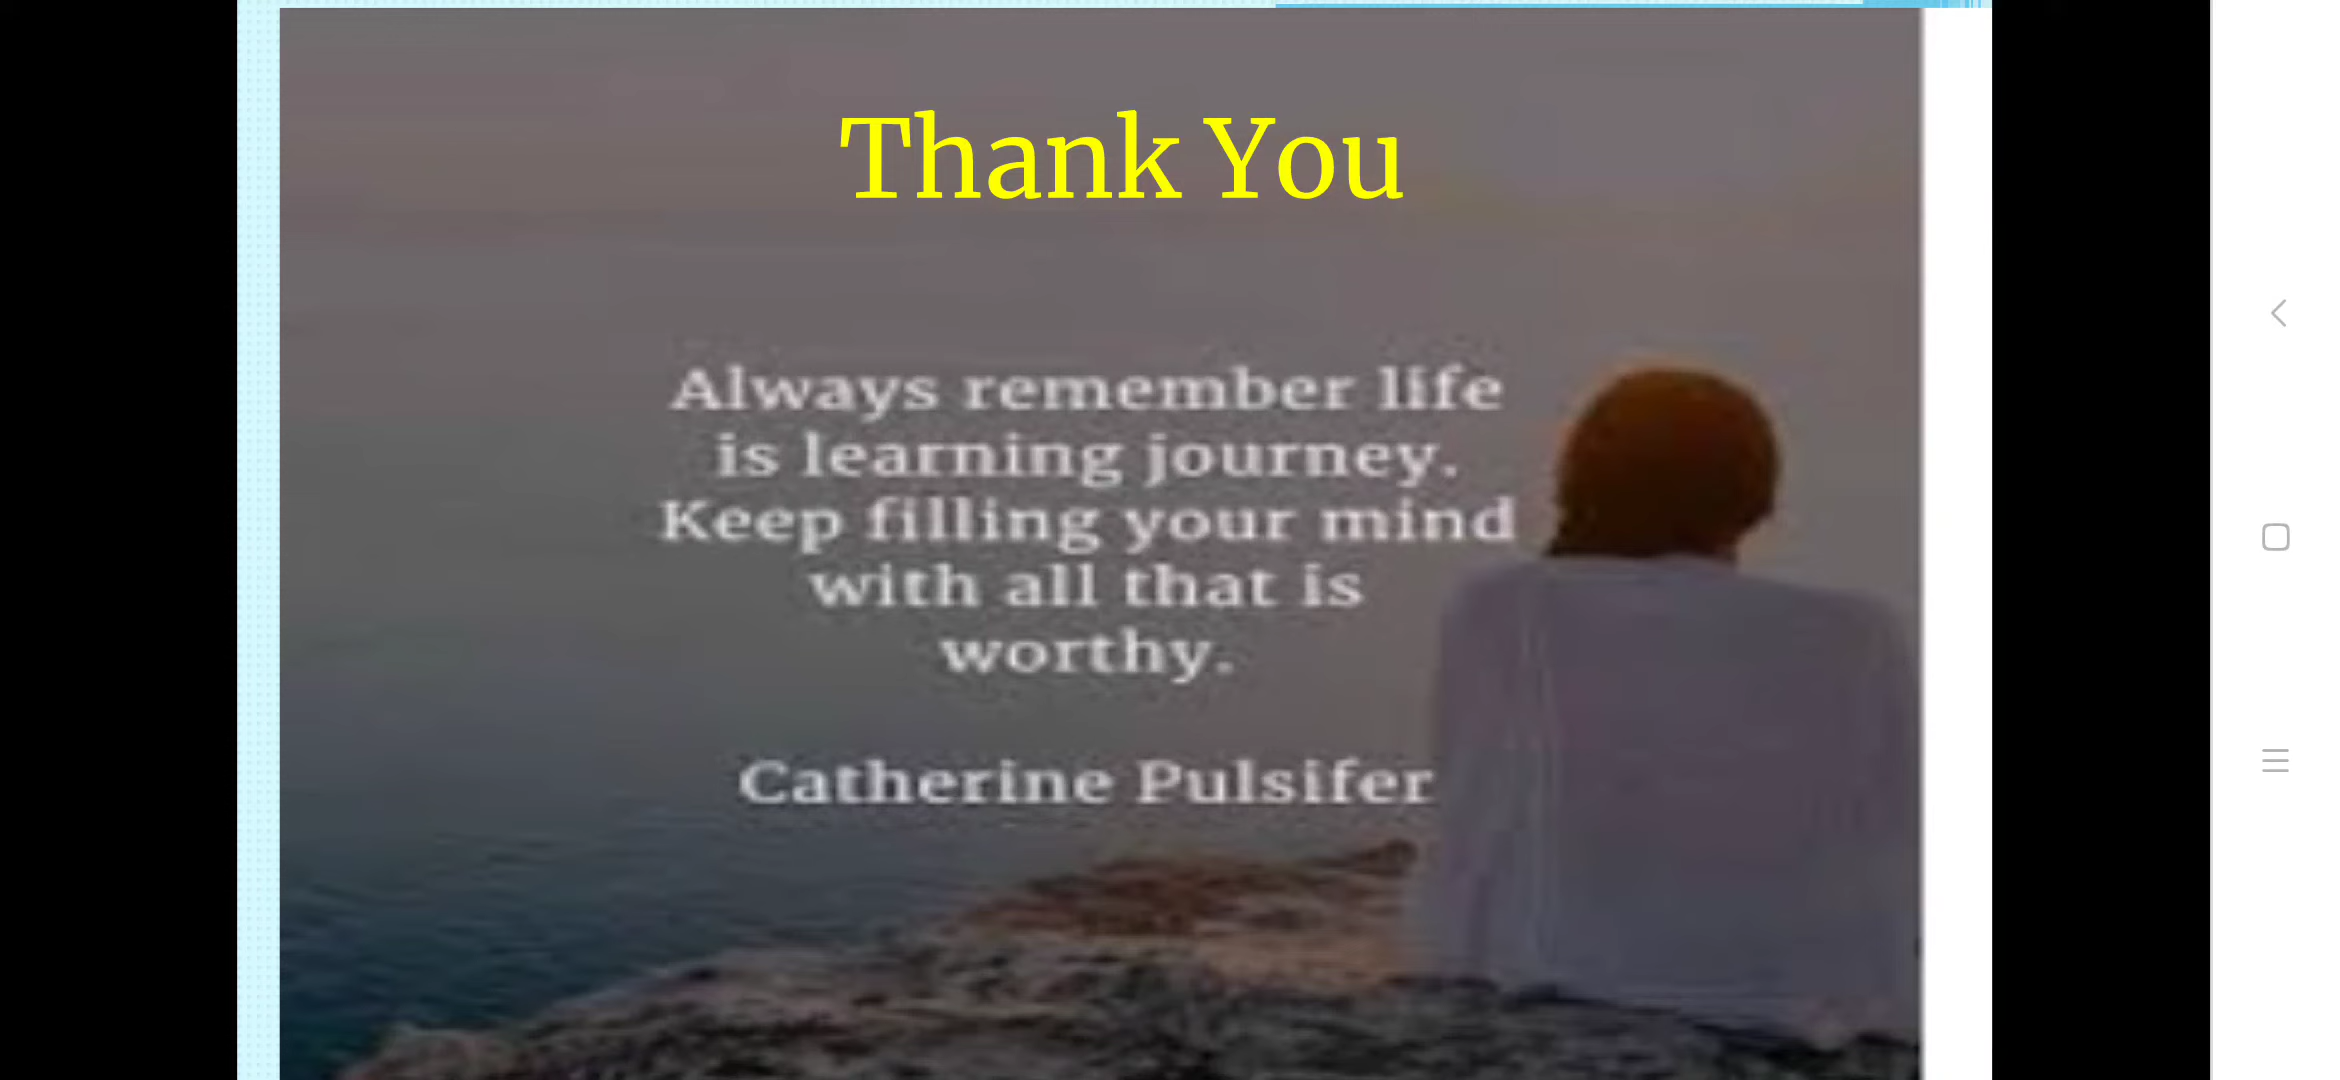 Thank You
Always remember life
is learning journey.
Keep filling your mind
with all that is
worthy.
Catherine Pulsifer